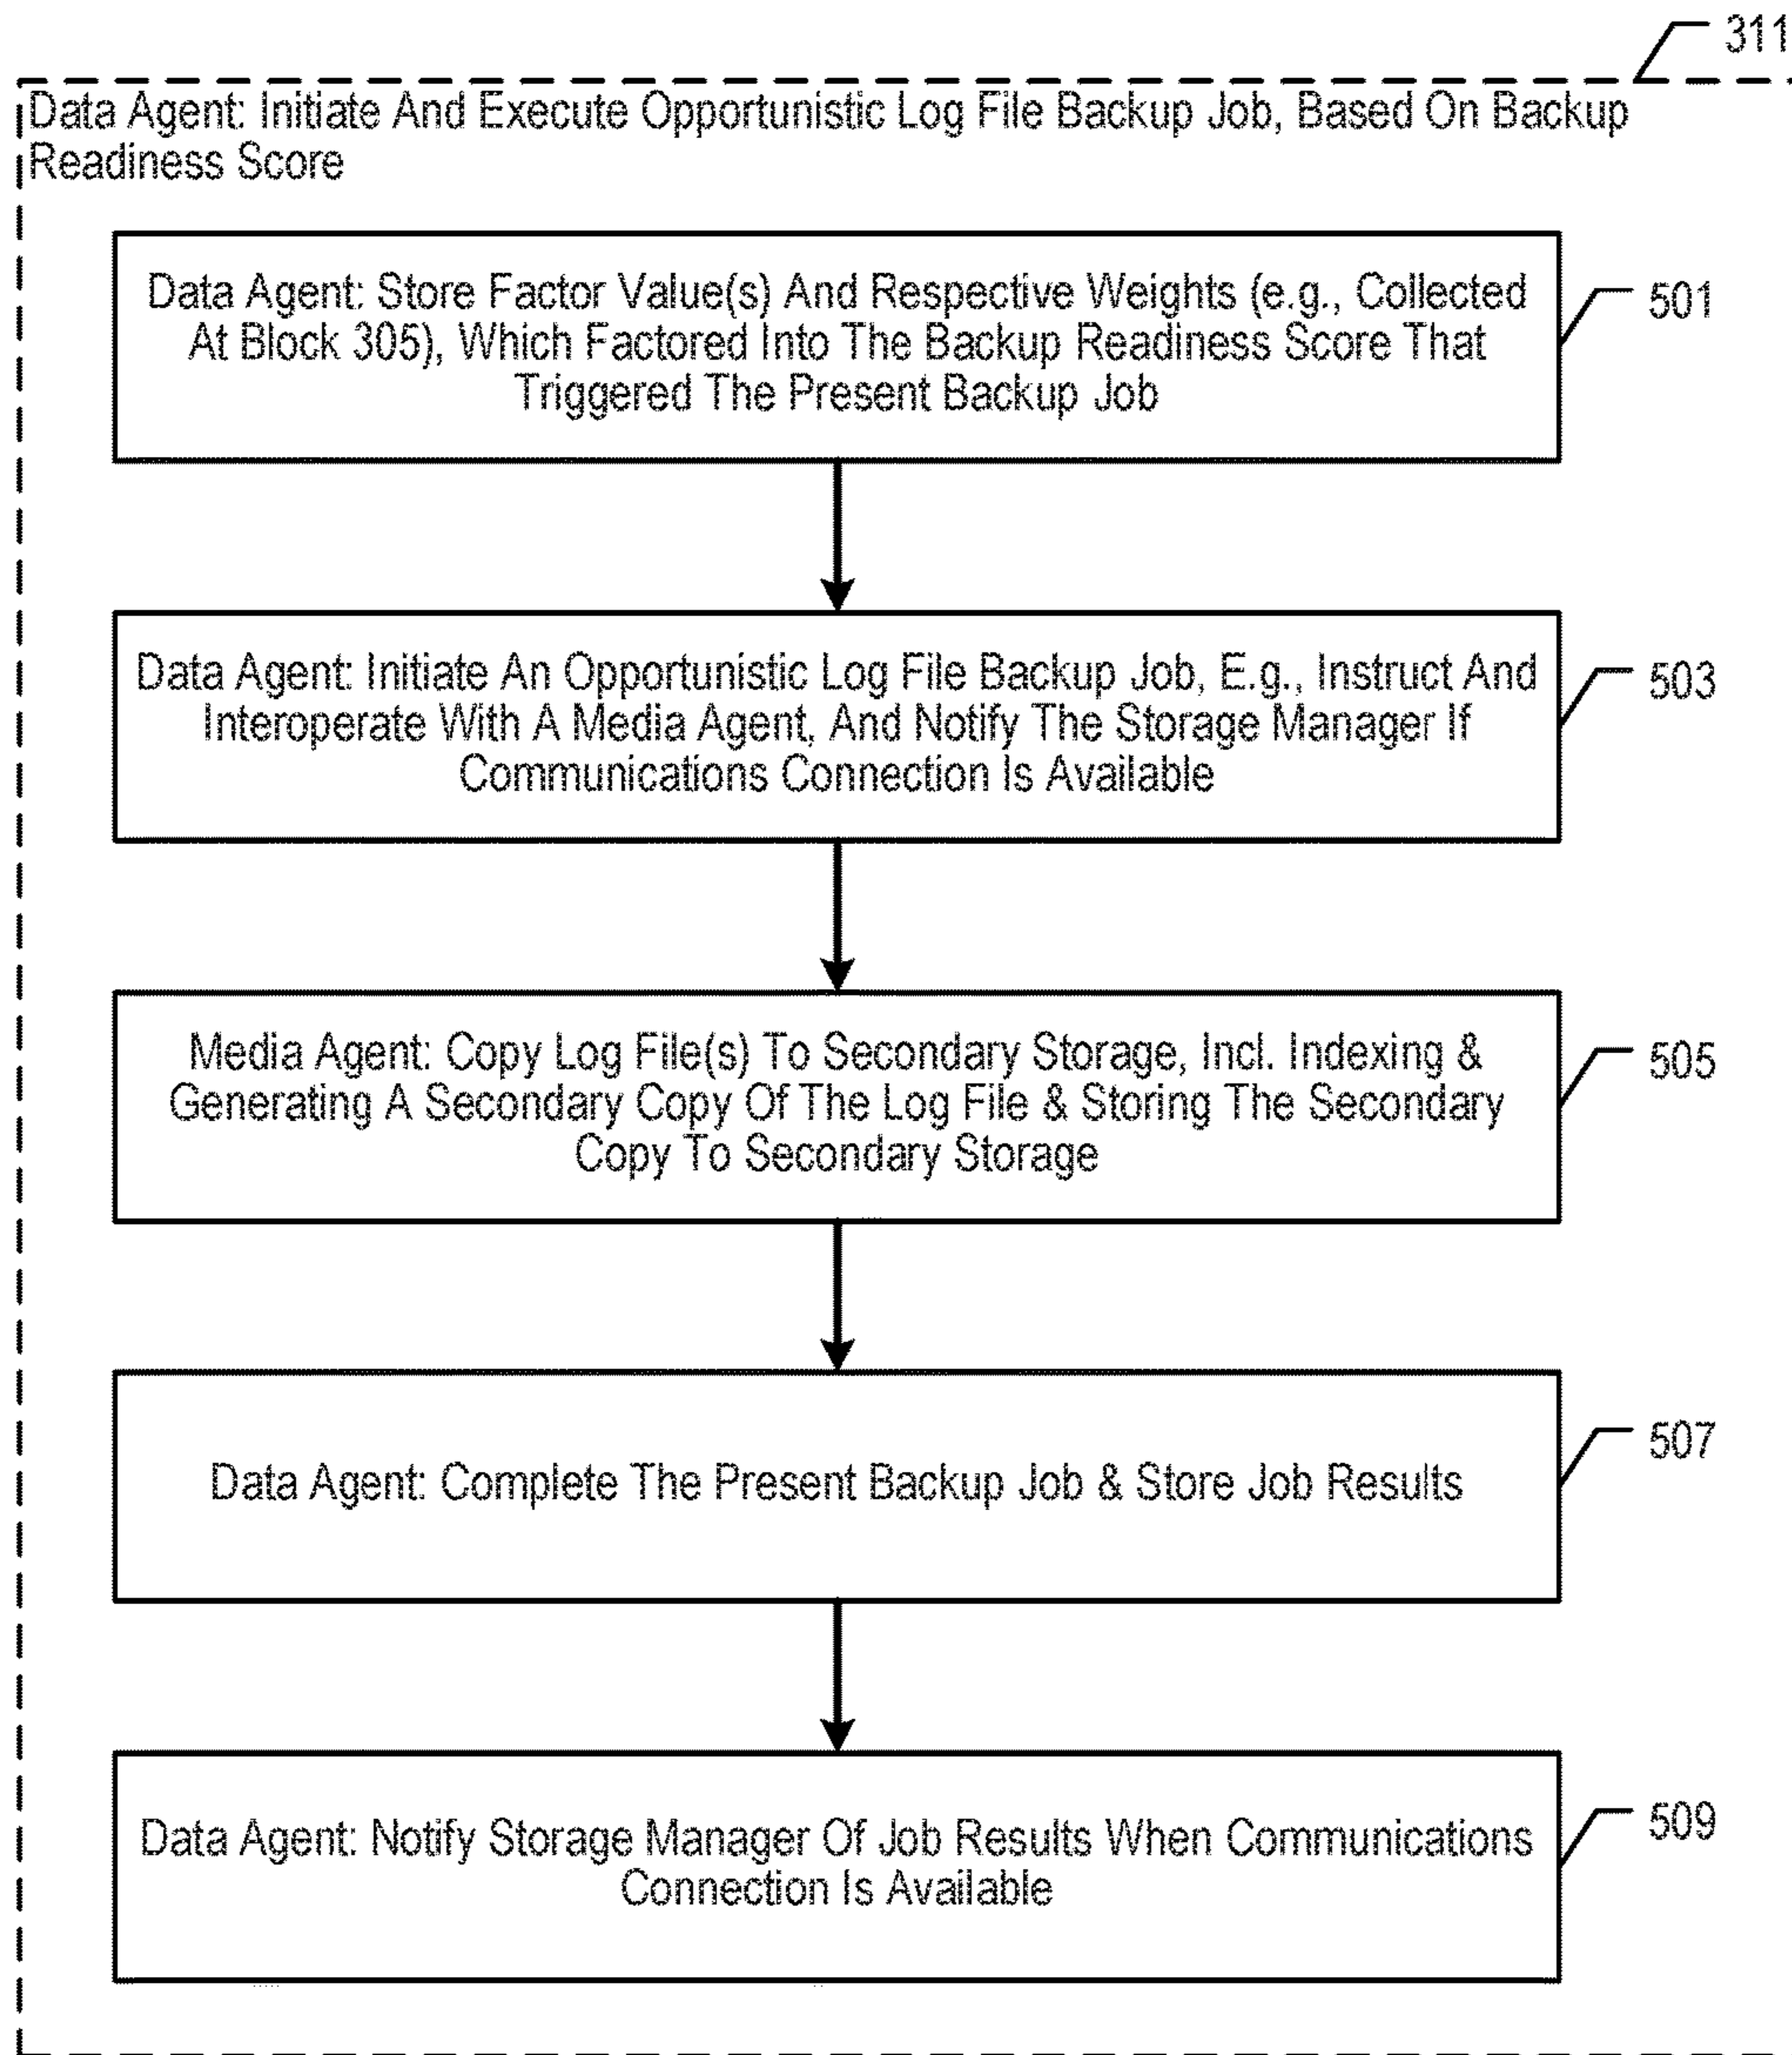 311
Data Agent: Initiate And Execute Opportunistic Log File Backup Job, Based On Backup
Readiness Score
Data Agent: Store Factor Value(s) And Respective Weights (e.g., Collected
At Block 305), Which Factored Into The Backup Readiness Score That
Triggered The Present Backup Job
501
Data Agent: Initiate An Opportunistic Log File Backup Job, E.g., Instruct And
Interoperate With A Media Agent, And Notify The Storage Manager If
Communications Connection Is Available
503
Media Agent: Copy Log File(s) To Secondary Storage, Incl. Indexing &
Generating A Secondary Copy Of The Log File & Storing The Secondary
Copy To Secondary Storage
505
Data Agent: Complete The Present Backup Job & Store Job Results
507
Data Agent: Notify Storage Manager Of Job Results When Communications
Connection Is Available
509